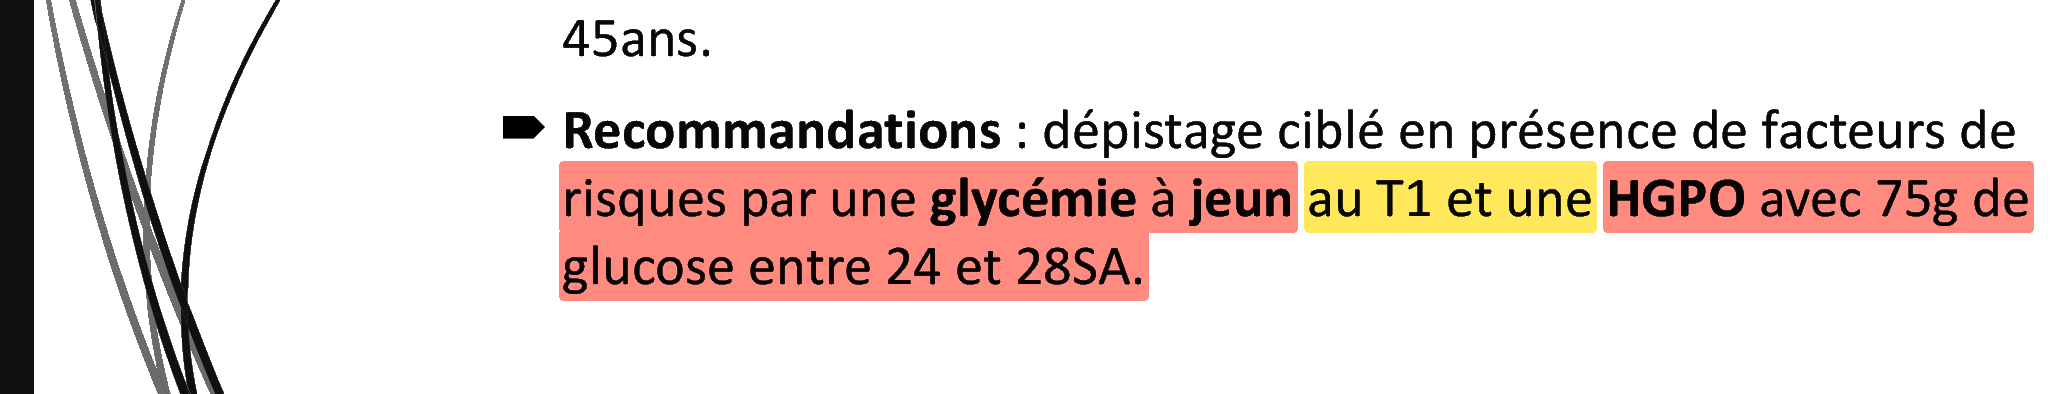 45ans.
Recommandations : dépistage ciblé en présence de facteurs de
risques par une glycémie à jeun au T1 et une HGPO avec 75g de
glucose entre 24 et 28SA.